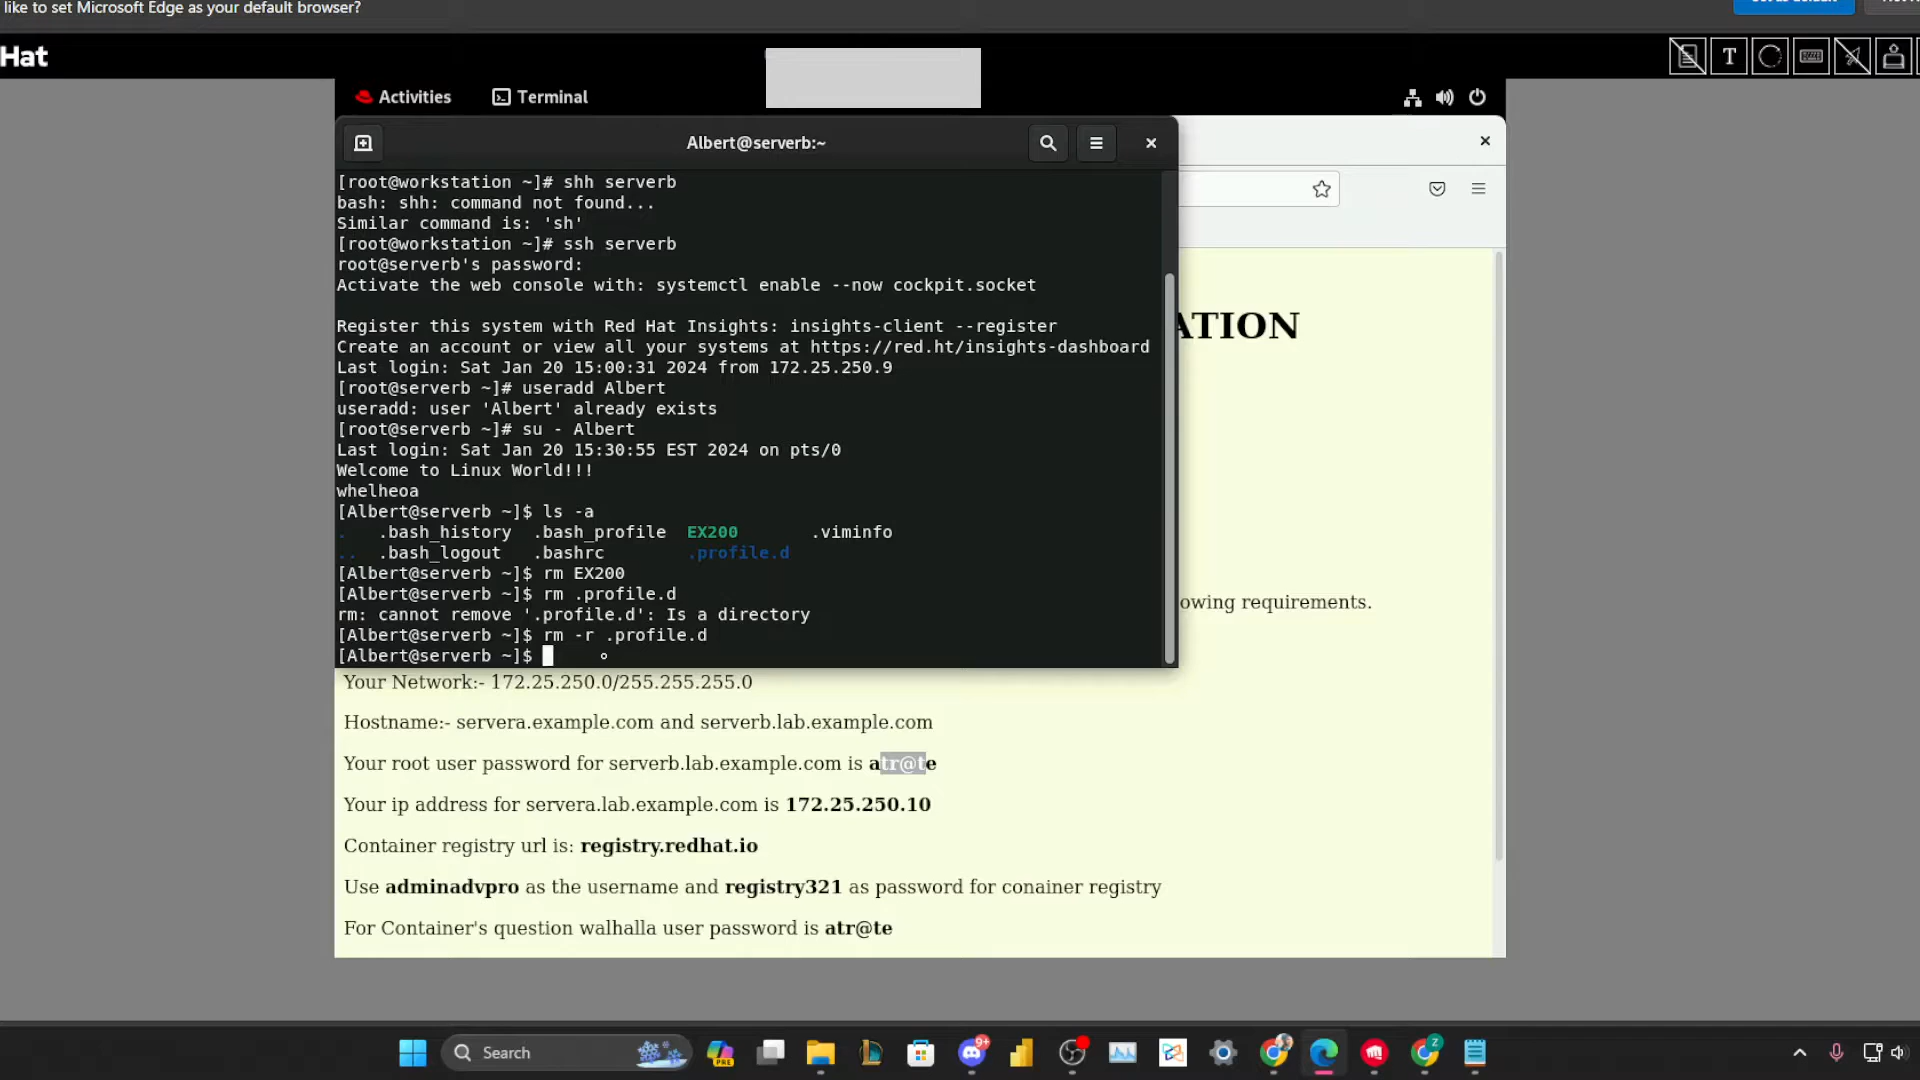 like to set Microsoft Edge as your default browser?
Hat
Activities
Terminal
Albert@serverb:~
[root@workstation ~]# shh serverb
bash: shh: command not found...
Similar command is: 'sh'
[root@workstation ~]# ssh serverb
root@serverb's password:
Activate the web console with: systemctl enable --now cockpit.socket
Register this system with Red Hat Insights: insights-client --register
Create an account or view all your systems at https://red.ht/insights-dashboard
Last login: Sat Jan 20 15:00:31 2024 from 172.25.250.9
[root@serverb ~]# useradd Albert
useradd: user 'Albert' already exists
[root@serverb ~]# su - Albert
Last login: Sat Jan 20 15:30:55 EST 2024 on pts/0
Welcome to Linux World!!!
whelheoa
[Albert@serverb ~]$ ls -a
. .bash_history .bash_profile EX200 .viminfo
.. .bash_logout .bashrc .profile.d
[Albert@serverb ~]$ rm EX200
[Albert@serverb ~]$ rm .profile.d
rm: cannot remove '.profile.d': Is a directory
[Albert@serverb ~]$ rm -r .profile.d
[Albert@serverb ~]$
ATION
owing requirements.
Your Network:- 172.25.250.0/255.255.255.0
Hostname:- servera.example.com and serverb.lab.example.com
Your root user password for serverb.lab.example.com is atr@te
Your ip address for servera.lab.example.com is 172.25.250.10
Container registry url is: registry.redhat.io
Use adminadvpro as the username and registry321 as password for conainer registry
For Container's question walhalla user password is atr@te
Search